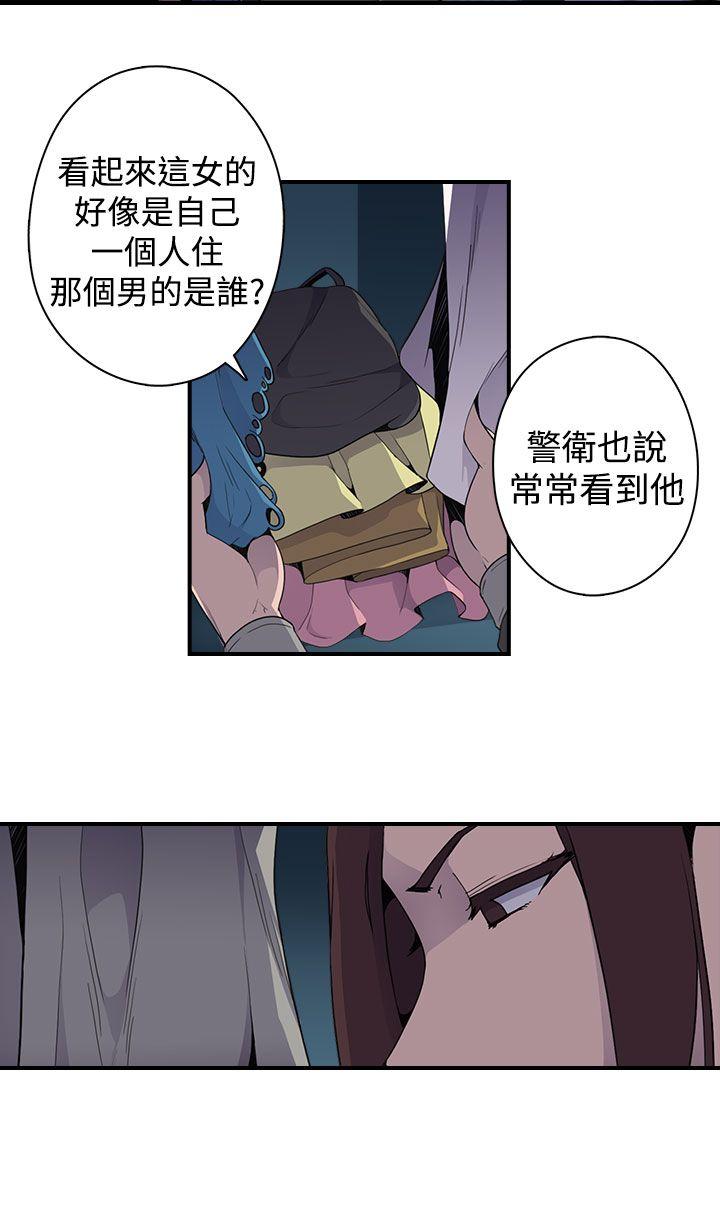 看起來這女的
好像是自己
一個人住
那個男的是誰?
警衛也說
常常看到他